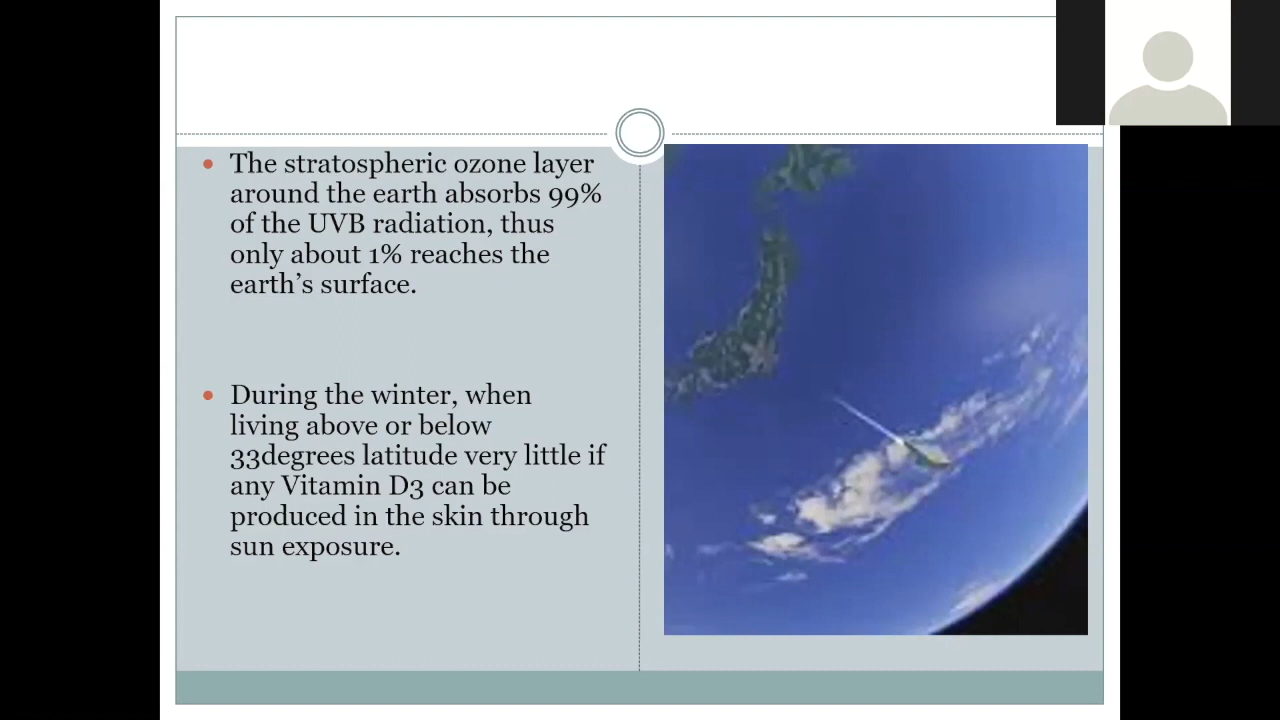 The stratospheric ozone layer
around the earth absorbs 99%
of the UVB radiation, thus
only about 1% reaches the
earth’s surface.
During the winter, when
living above or below
33degrees latitude very little if
any Vitamin D3 can be
produced in the skin through
sun exposure.